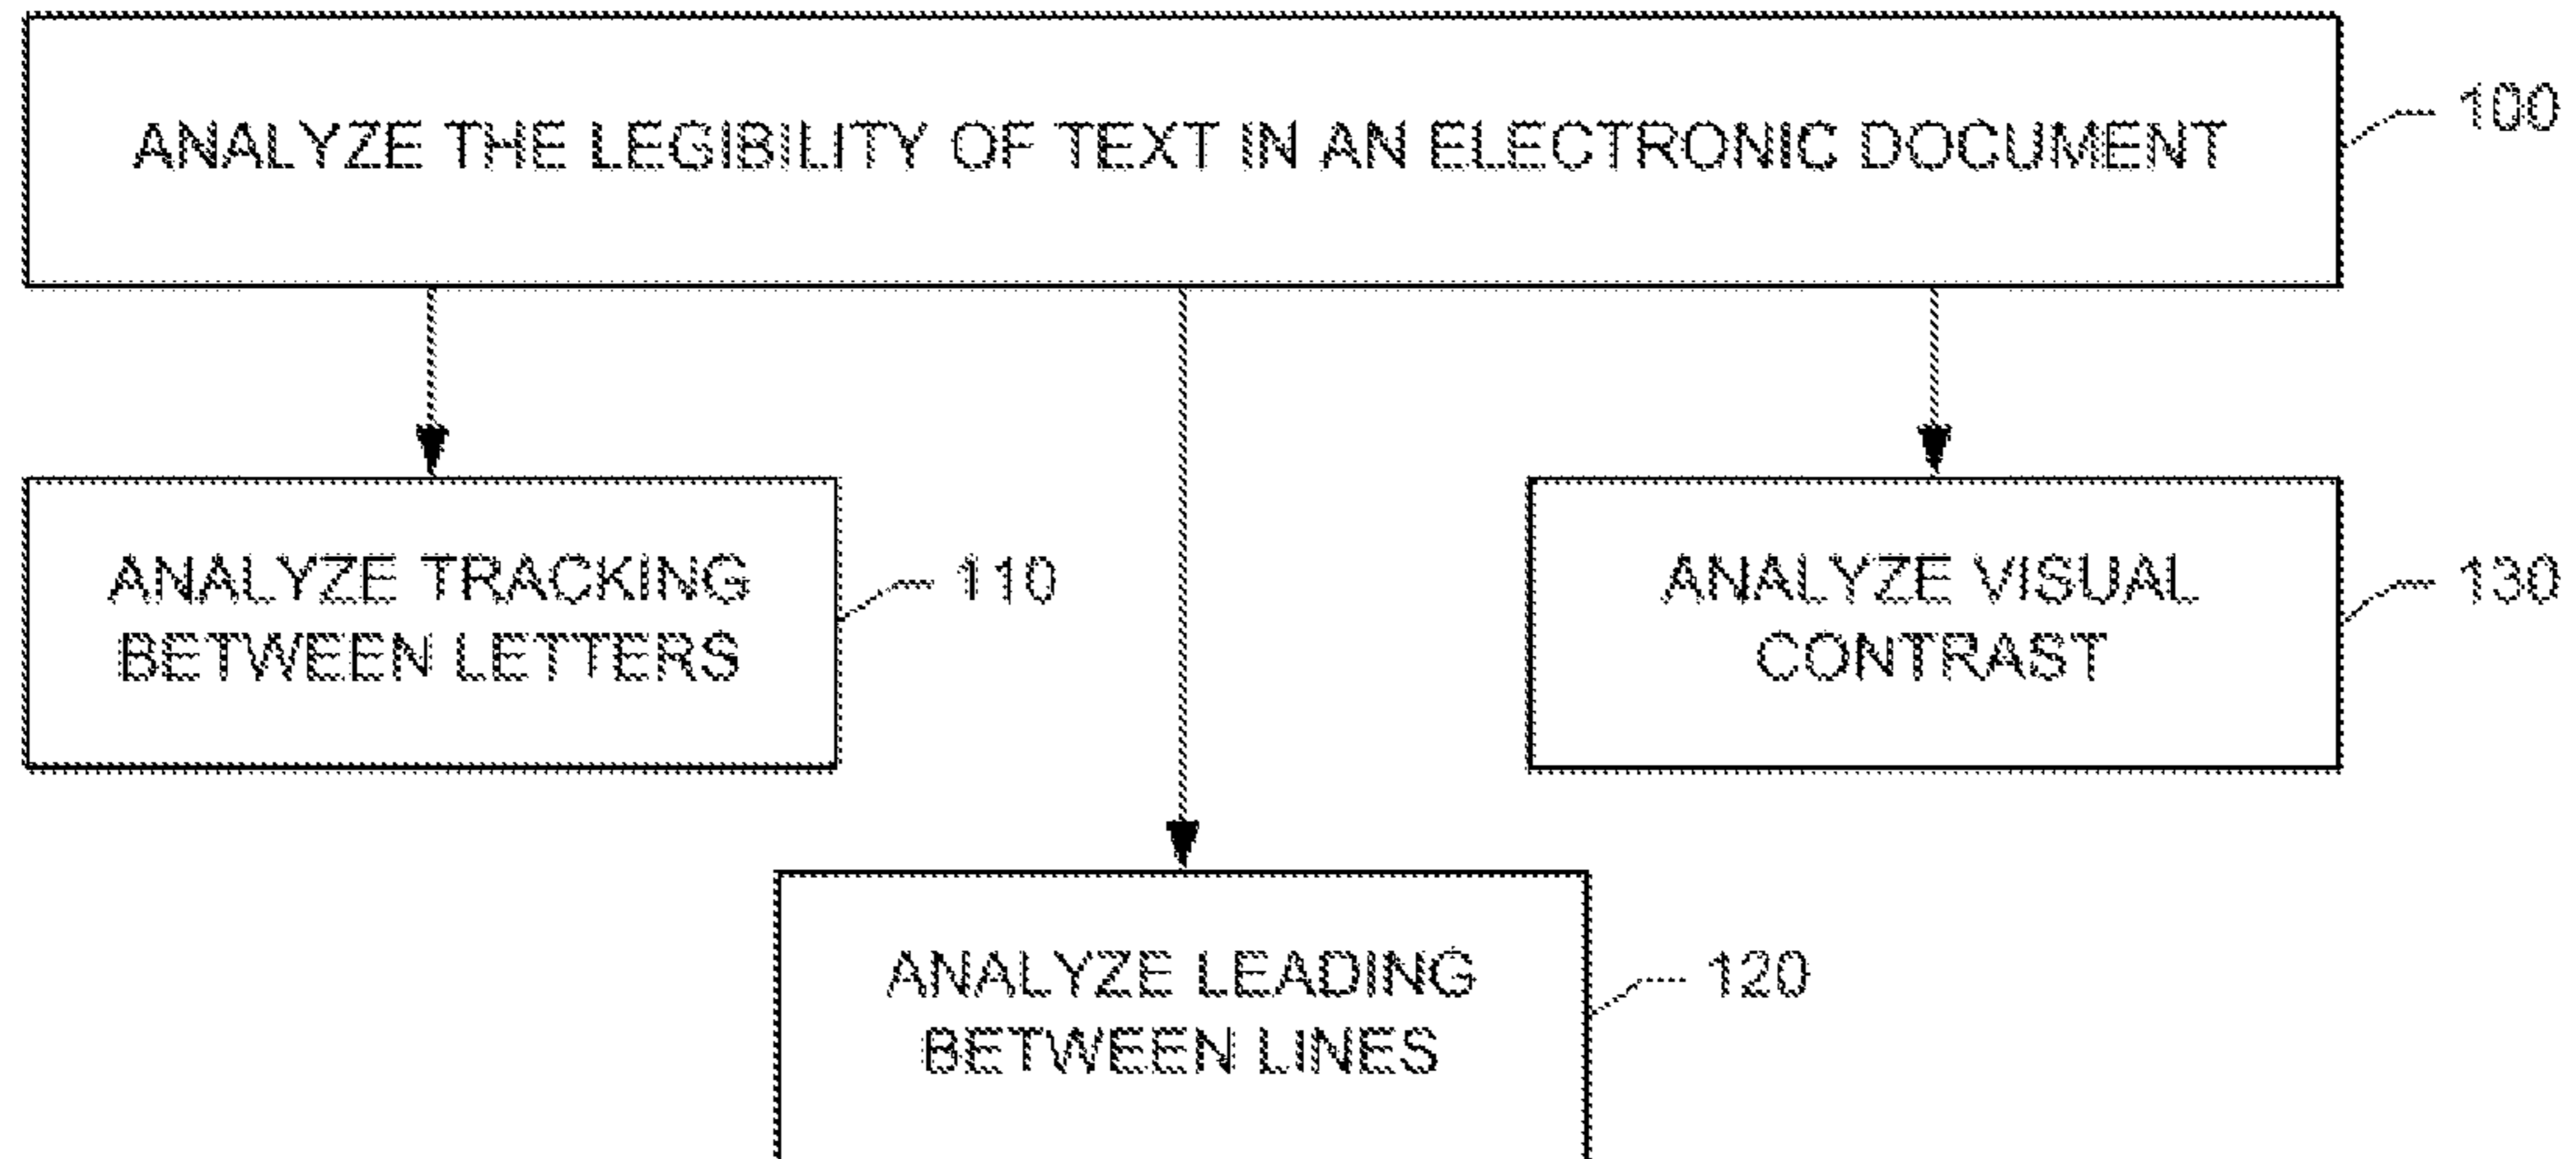 ANALYZE THE LEGIBILITY OF TEXT IN AN ELECTRONIC DOCUMENT
100
ANALYZE TRACKING
BETWEEN LETTERS
110
ANALYZE VISUAL
CONTRAST
130
ANALYZE LEADING
BETWEEN LINES
120